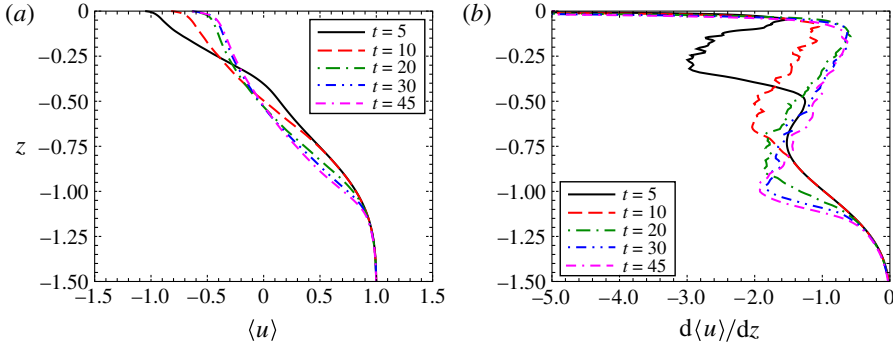 (a)
0
−0.25
−0.50
−0.75
−1.00
−1.25
−1.50
z
−1.5 −1.0 −0.5 0 0.5 1.0 1.5
⟨u⟩
t = 5
t = 10
t = 20
t = 30
t = 45
(b)
0
−0.25
−0.50
−0.75
−1.00
−1.25
−1.50
−5.0 −4.0 −3.0 −2.0 −1.0 0
d⟨u⟩/dz
t = 5
t = 10
t = 20
t = 30
t = 45